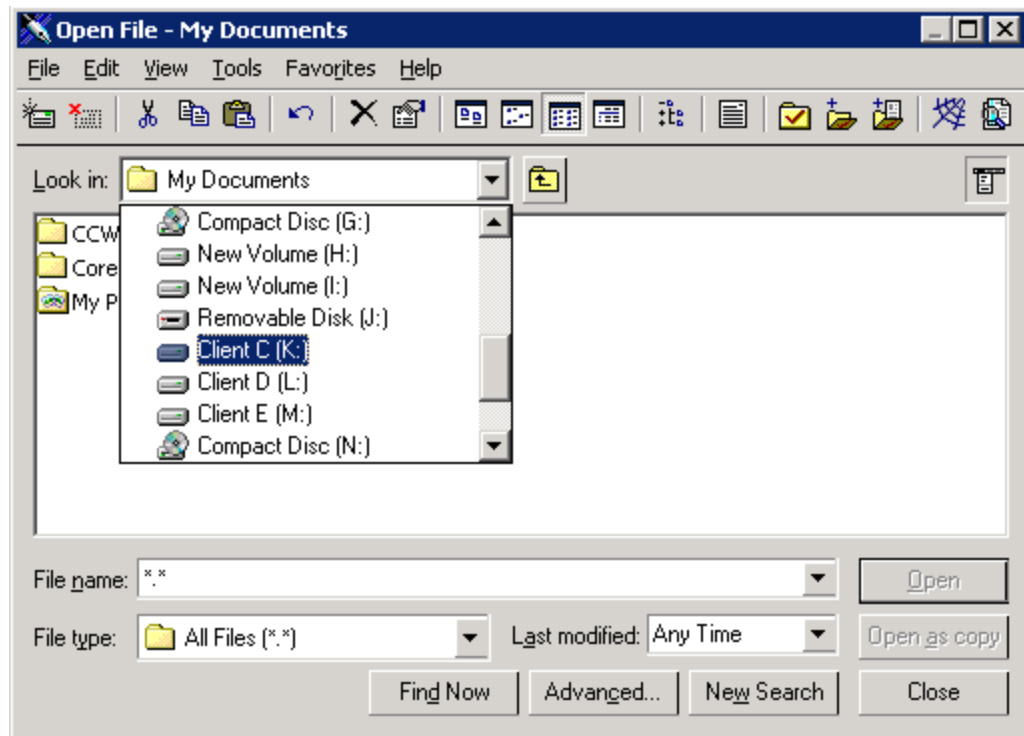 Open File - My Documents
File Edit View Tools Favorites Help
Look in: My Documents
CCW
Core
My P
Compact Disc (G:)
New Volume (H:)
New Volume (I:)
Removable Disk (J:)
Client C (K:)
Client D (L:)
Client E (M:)
Compact Disc (N:)
File name: *.* Open
File type: All Files (*.*) Last modified: Any Time Open as copy
Find Now Advanced... New Search Close